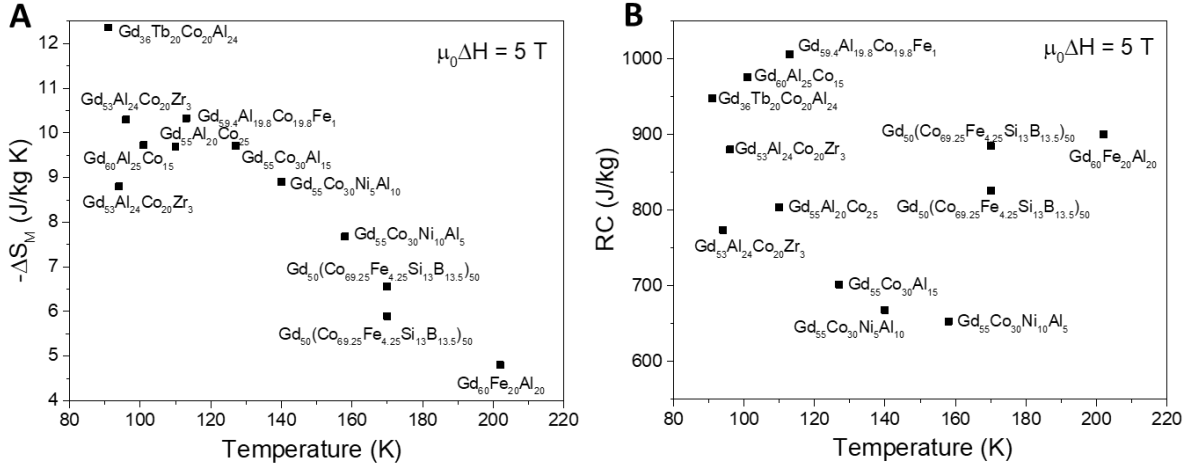 A
μ₀ΔH = 5 T
Gd₃₆Tb₂₀Co₂₀Al₂₄
Gd₅₃Al₂₄Co₂₀Zr₃
Gd₅₉.₄Al₁₉.₈Co₁₉.₈Fe₁
Gd₅₅Al₂₀Co₂₅
Gd₆₀Al₂₅Co₁₅
Gd₅₅Co₃₀Al₁₅
Gd₅₃Al₂₄Co₂₀Zr₃
Gd₅₅Co₃₀Ni₅Al₁₀
Gd₅₅Co₃₀Ni₁₀Al₅
Gd₅₀(Co₆₉.₂₅Fe₄.₂₅Si₁₃B₁₃.₅)₅₀
Gd₅₀(Co₆₉.₂₅Fe₄.₂₅Si₁₃B₁₃.₅)₅₀
Gd₆₀Fe₂₀Al₂₀
12
11
10
9
8
7
6
5
4
-ΔS_M (J/kg K)
80 100 120 140 160 180 200 220
Temperature (K)
B
μ₀ΔH = 5 T
Gd₅₉.₄Al₁₉.₈Co₁₉.₈Fe₁
Gd₆₀Al₂₅Co₁₅
Gd₃₆Tb₂₀Co₂₀Al₂₄
Gd₅₀(Co₆₉.₂₅Fe₄.₂₅Si₁₃B₁₃.₅)₅₀
Gd₅₃Al₂₄Co₂₀Zr₃
Gd₆₀Fe₂₀Al₂₀
Gd₅₅Al₂₀Co₂₅
Gd₅₀(Co₆₉.₂₅Fe₄.₂₅Si₁₃B₁₃.₅)₅₀
Gd₅₃Al₂₄Co₂₀Zr₃
Gd₅₅Co₃₀Al₁₅
Gd₅₅Co₃₀Ni₅Al₁₀
Gd₅₅Co₃₀Ni₁₀Al₅
1000
900
800
700
600
RC (J/kg)
80 100 120 140 160 180 200 220
Temperature (K)